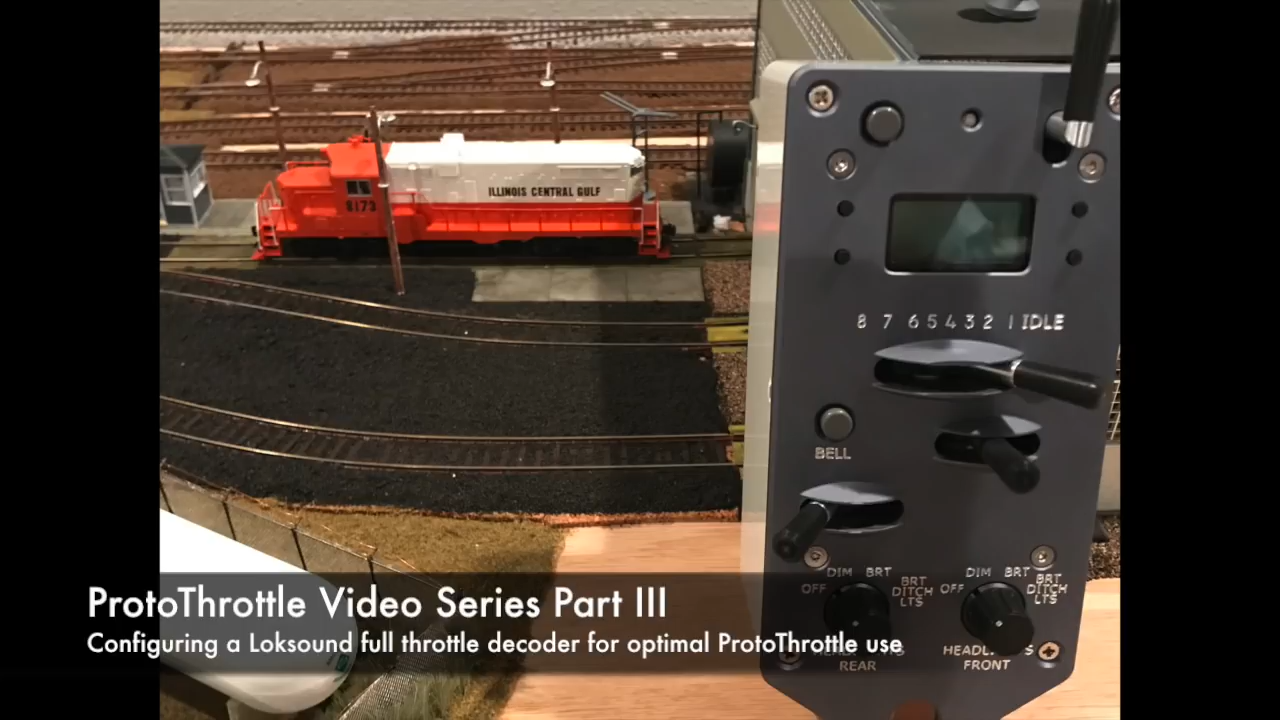 ILLINOIS CENTRAL GULF
8173
8 7 6 5 4 3 2 1 IDLE
BELL
DIM BRT
OFF
BRT
DITCH
LTS
REAR
DIM BRT
OFF
BRT
DITCH
LTS
FRONT
ProtoThrottle Video Series Part III
Configuring a Loksound full throttle decoder for optimal ProtoThrottle use